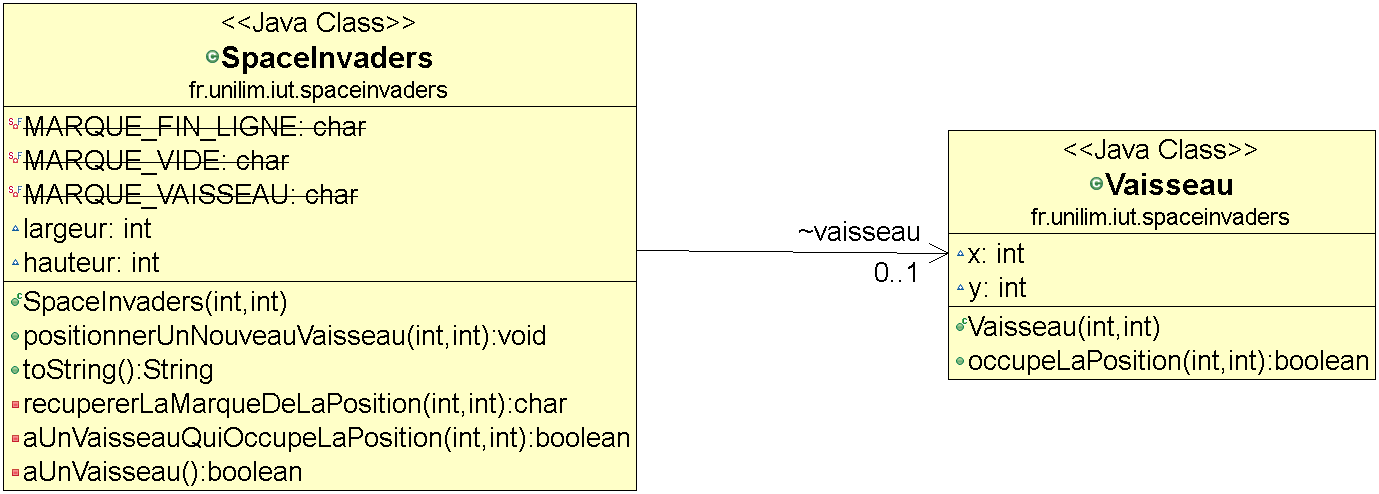 <<Java Class>>
SpaceInvaders
fr.unilim.iut.spaceinvaders
MARQUE_FIN_LIGNE: char
MARQUE_VIDE: char
MARQUE_VAISSEAU: char
largeur: int
hauteur: int
SpaceInvaders(int,int)
positionnerUnNouveauVaisseau(int,int):void
toString():String
recupererLaMarqueDeLaPosition(int,int):char
aUnVaisseauQuiOccupeLaPosition(int,int):boolean
aUnVaisseau():boolean
~vaisseau
0..1
<<Java Class>>
Vaisseau
fr.unilim.iut.spaceinvaders
x: int
y: int
Vaisseau(int,int)
occupeLaPosition(int,int):boolean